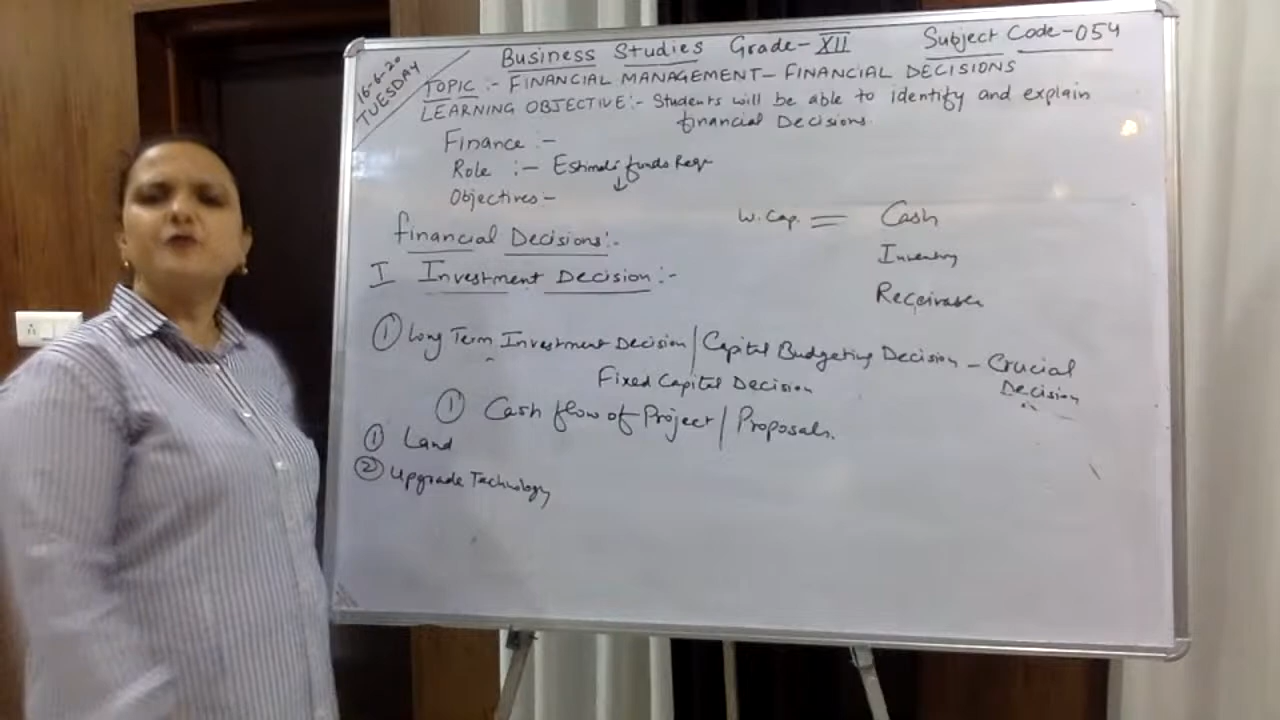 16-6-20
TUESDAY
Business Studies Grade-XII Subject Code-054
TOPIC:- FINANCIAL MANAGEMENT- FINANCIAL DECISIONS
LEARNING OBJECTIVE:- Students will be able to identify and explain
financial Decisions.
Finance:-
Role :- Estimate funds Requ
↓
Objectives:-
financial Decisions:-
W. Cap. = Cash
Inventory
Receivables
I Investment Decision:-
① Long Term Investment Decision / Capital Budgeting Decision - Crucial
Decision
Fixed Capital Decision
① Cash flow of Project / Proposals.
① Land
② Upgrade Technology